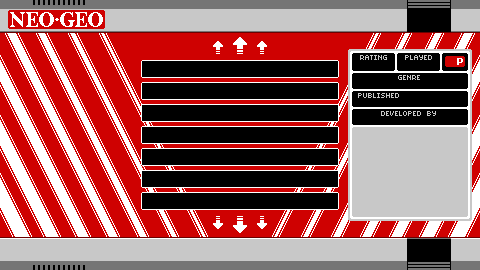 NEO·GEO
RATING PLAYED P
GENRE
PUBLISHED
DEVELOPED BY